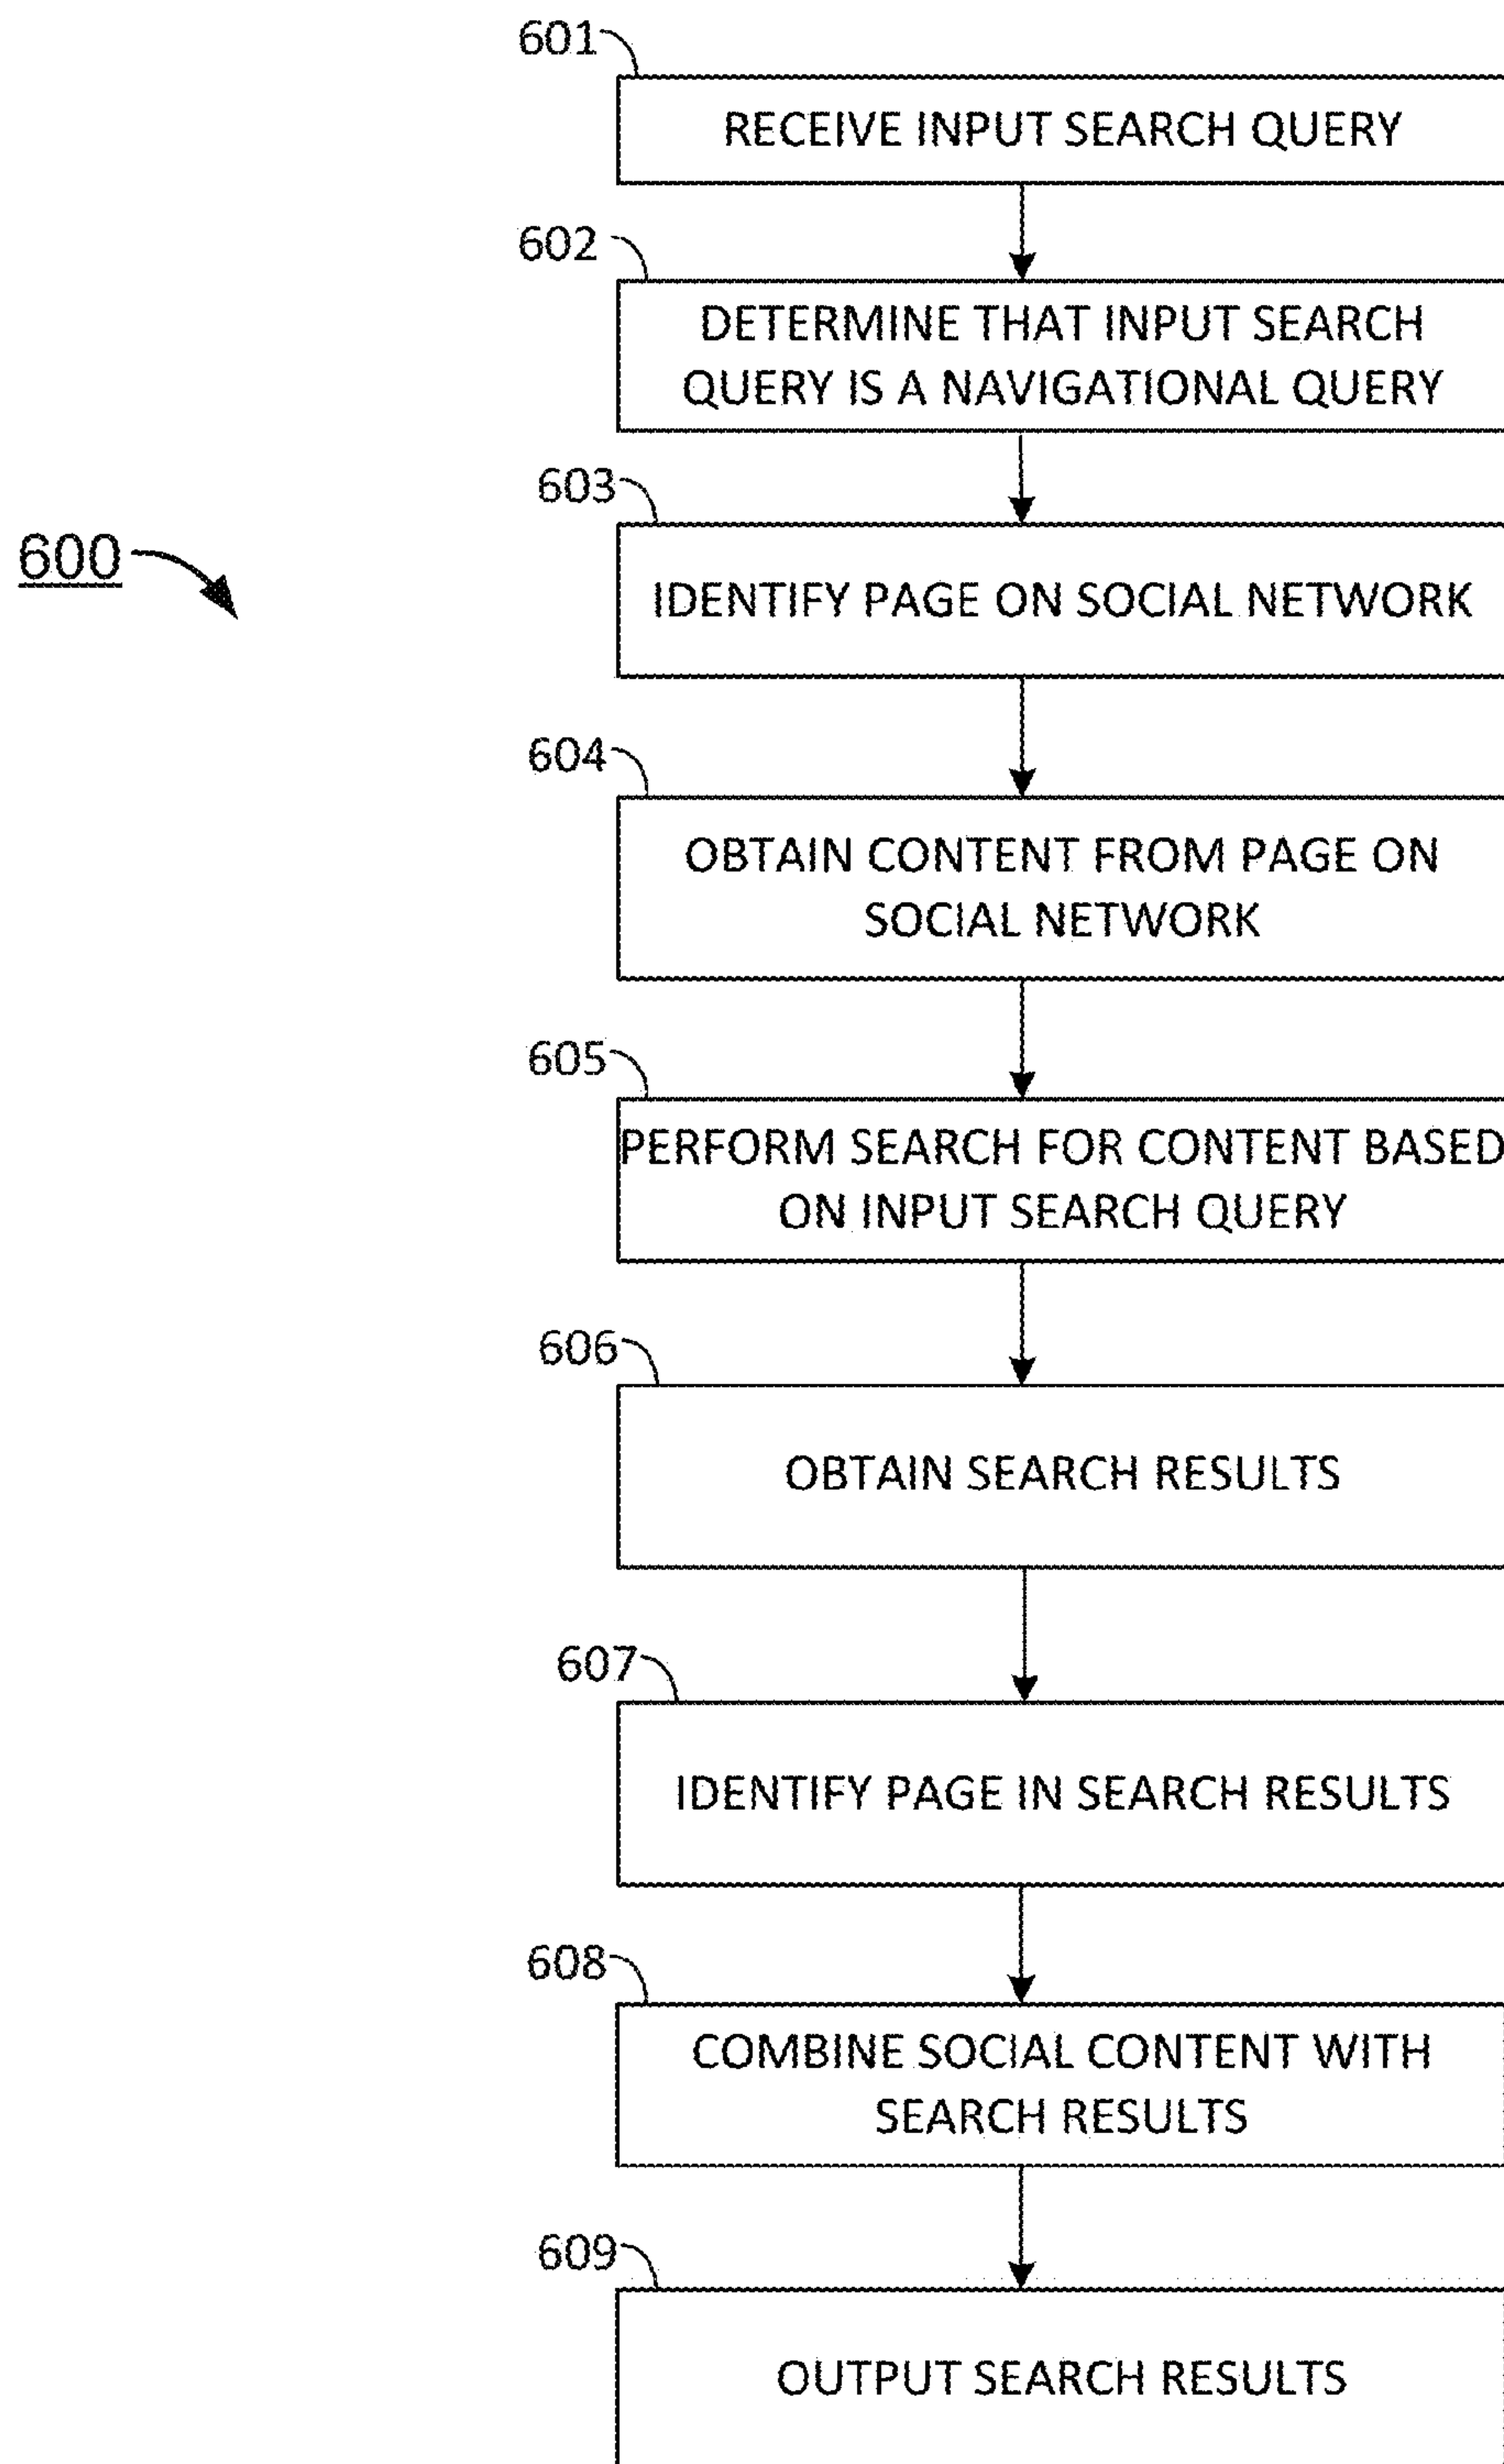 601
RECEIVE INPUT SEARCH QUERY
602
DETERMINE THAT INPUT SEARCH
QUERY IS A NAVIGATIONAL QUERY
603
600
IDENTIFY PAGE ON SOCIAL NETWORK
604
OBTAIN CONTENT FROM PAGE ON
SOCIAL NETWORK
605
PERFORM SEARCH FOR CONTENT BASED
ON INPUT SEARCH QUERY
606
OBTAIN SEARCH RESULTS
607
IDENTIFY PAGE IN SEARCH RESULTS
608
COMBINE SOCIAL CONTENT WITH
SEARCH RESULTS
609
OUTPUT SEARCH RESULTS